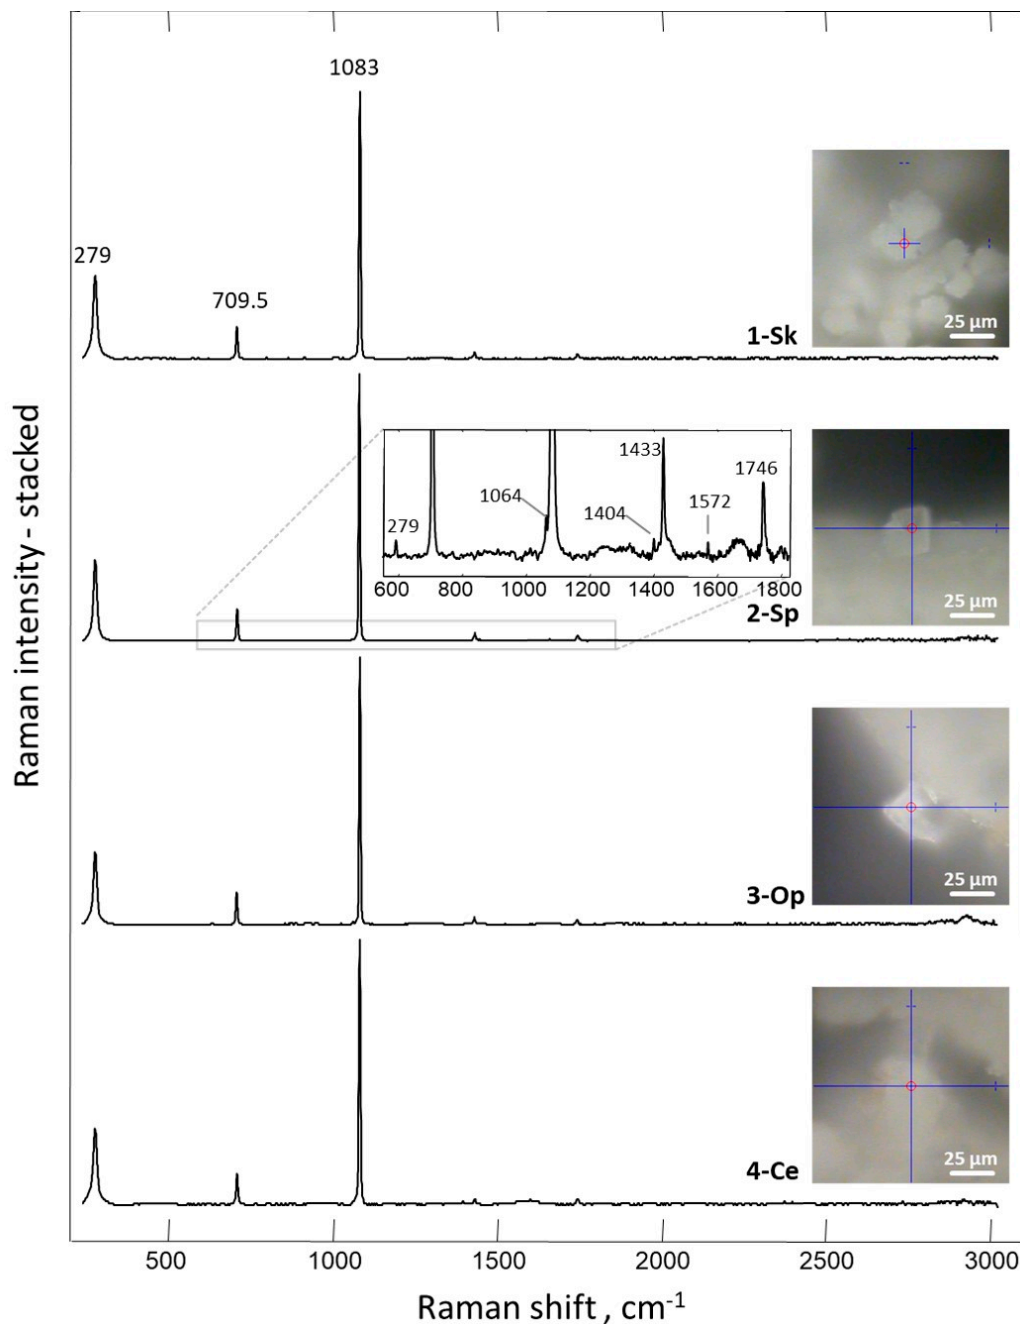 1083
279
709.5
1-Sk
25 µm
Raman intensity - stacked
1433
1746
1064
1572
1404
279
600 800 1000 1200 1400 1600 1800
2-Sp
25 µm
3-Op
25 µm
4-Ce
25 µm
500 1000 1500 2000 2500 3000
Raman shift , cm⁻¹